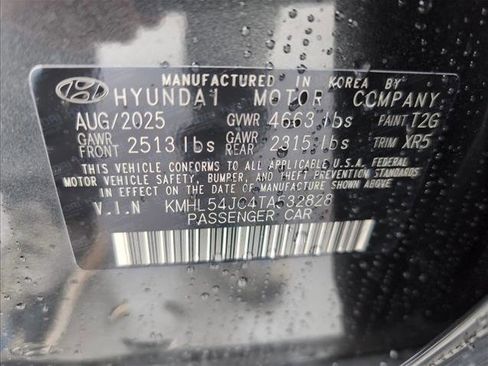 MANUFACTURED IN KOREA BY
HYUNDAI MOTOR COMPANY
AUG/2025 GVWR 4663 lbs PAINT T2G
GAWR FRONT 2513 lbs GAWR REAR 2315 lbs TRIM XR5
THIS VEHICLE CONFORMS TO ALL APPLICABLE U.S.A. FEDERAL
MOTOR VEHICLE SAFETY, BUMPER, AND THEFT PREVENTION STANDARDS
IN EFFECT ON THE DATE OF MANUFACTURE SHOWN ABOVE.
V.I.N KMHL54JC4TA532828
PASSENGER CAR